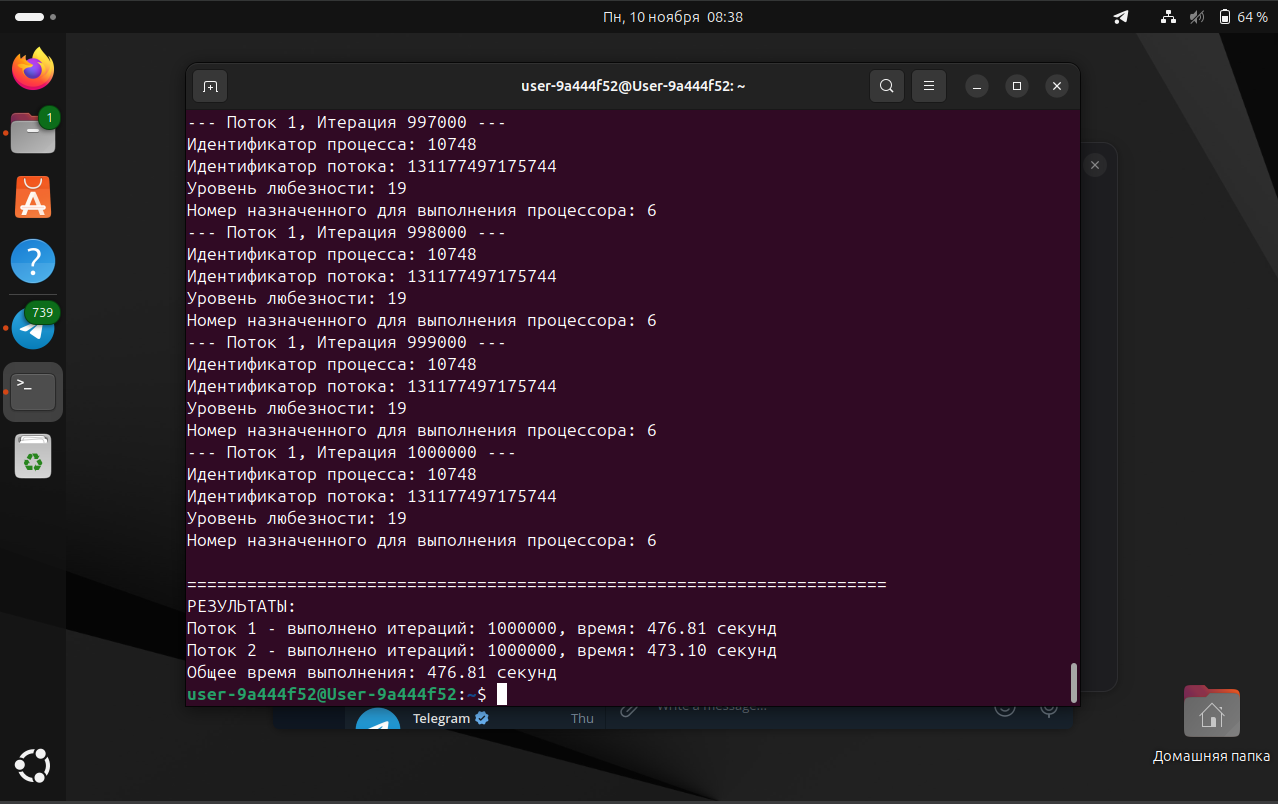 Пн, 10 ноября 08:38
64 %
1
739
user-9a444f52@User-9a444f52: ~
--- Поток 1, Итерация 997000 ---
Идентификатор процесса: 10748
Идентификатор потока: 131177497175744
Уровень любезности: 19
Номер назначенного для выполнения процессора: 6
--- Поток 1, Итерация 998000 ---
Идентификатор процесса: 10748
Идентификатор потока: 131177497175744
Уровень любезности: 19
Номер назначенного для выполнения процессора: 6
--- Поток 1, Итерация 999000 ---
Идентификатор процесса: 10748
Идентификатор потока: 131177497175744
Уровень любезности: 19
Номер назначенного для выполнения процессора: 6
--- Поток 1, Итерация 1000000 ---
Идентификатор процесса: 10748
Идентификатор потока: 131177497175744
Уровень любезности: 19
Номер назначенного для выполнения процессора: 6
======================================================================
РЕЗУЛЬТАТЫ:
Поток 1 - выполнено итераций: 1000000, время: 476.81 секунд
Поток 2 - выполнено итераций: 1000000, время: 473.10 секунд
Общее время выполнения: 476.81 секунд
user-9a444f52@User-9a444f52:~$
Telegram
Thu
Write a message...
Домашняя папка